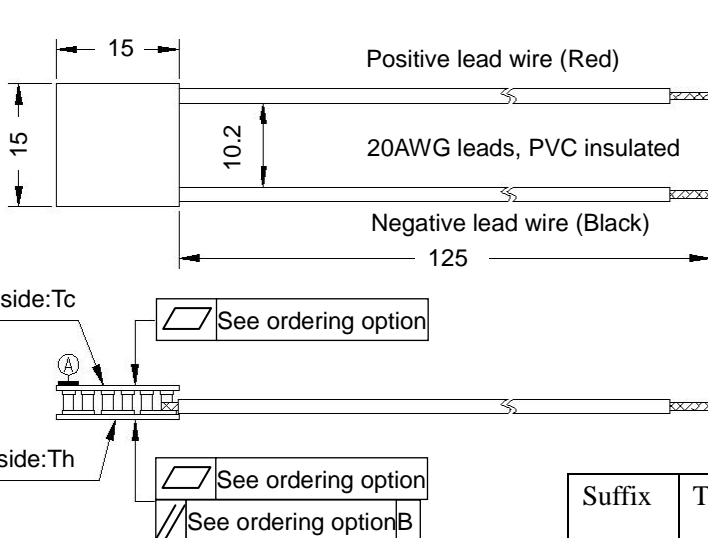 15
Positive lead wire (Red)
15
10.2
20AWG leads, PVC insulated
Negative lead wire (Black)
125
side:Tc
See ordering option
A
side:Th
See ordering option
See ordering option B
Suffix
T